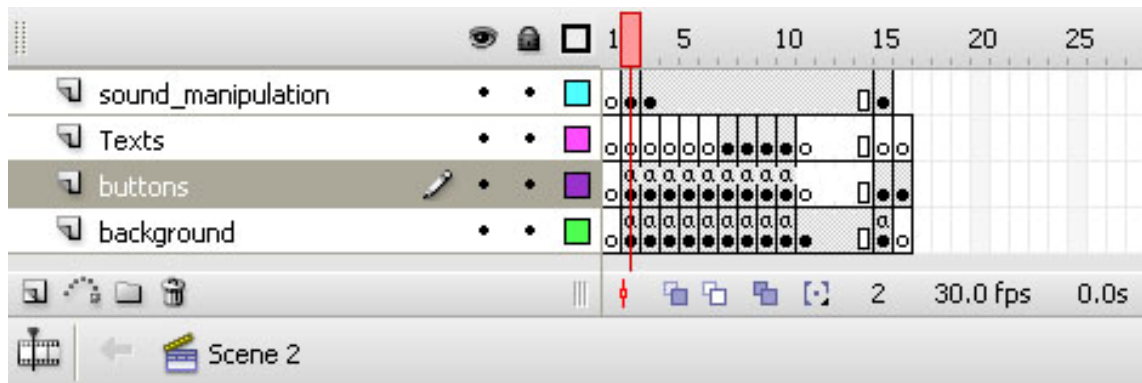 1 5 10 15 20 25
sound_manipulation
Texts
buttons
a a a a a a a a a
background
a a a a a a a a a a
2 30.0 fps 0.0s
Scene 2